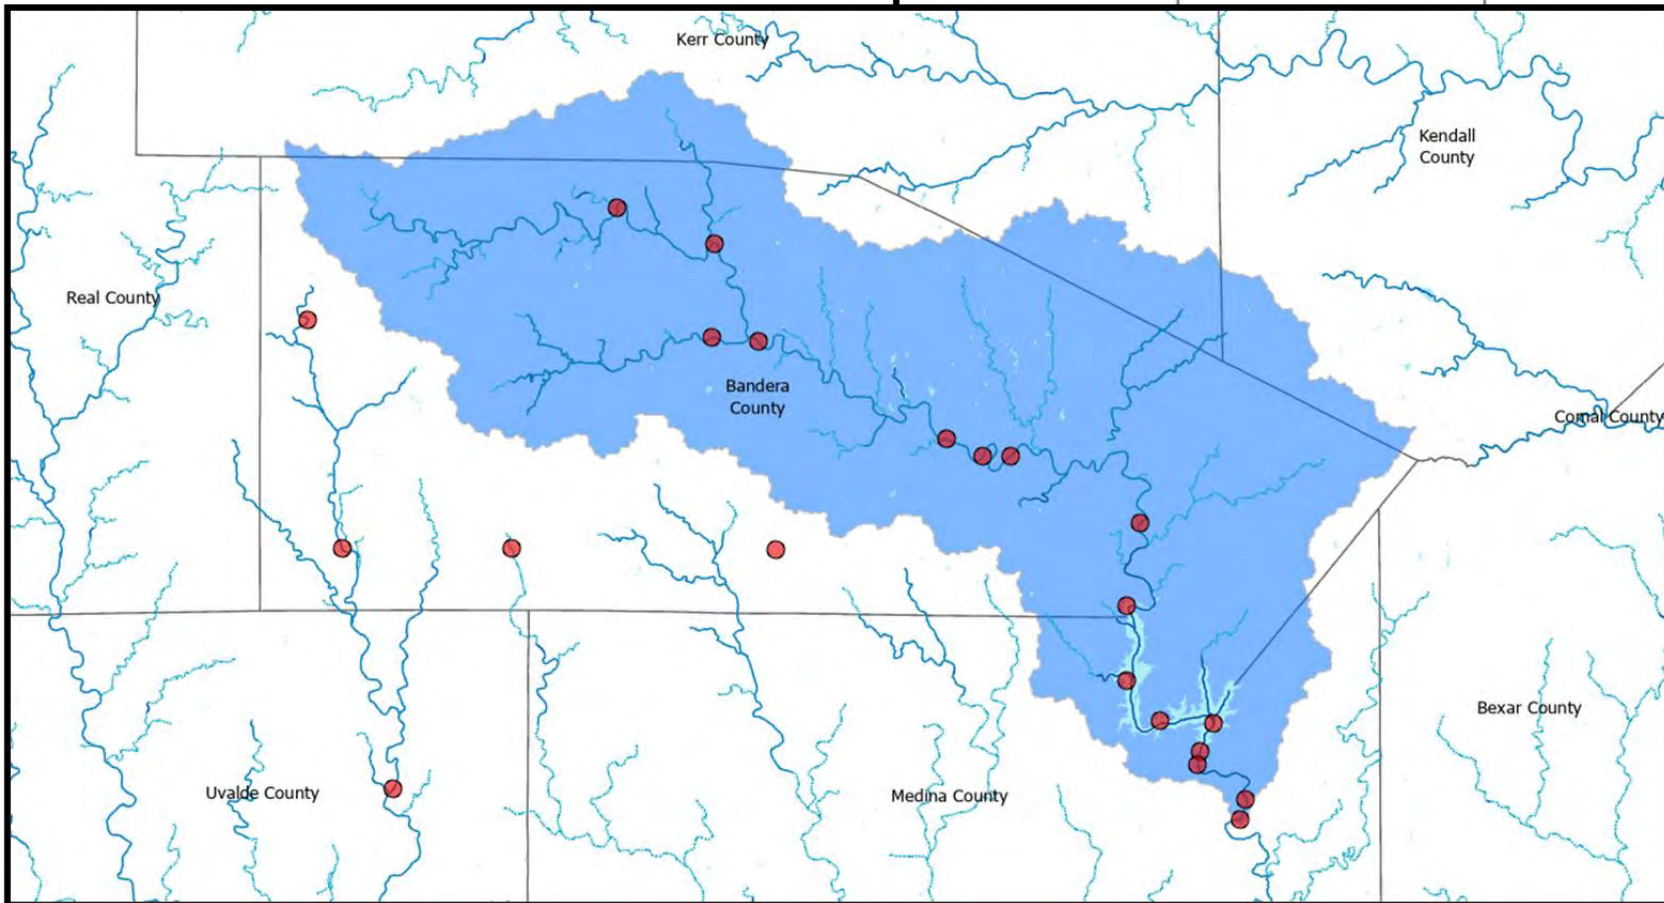 Kerr County
Kendall
County
Real County
Bandera
County
Comal County
Bexar County
Uvalde County
Medina County